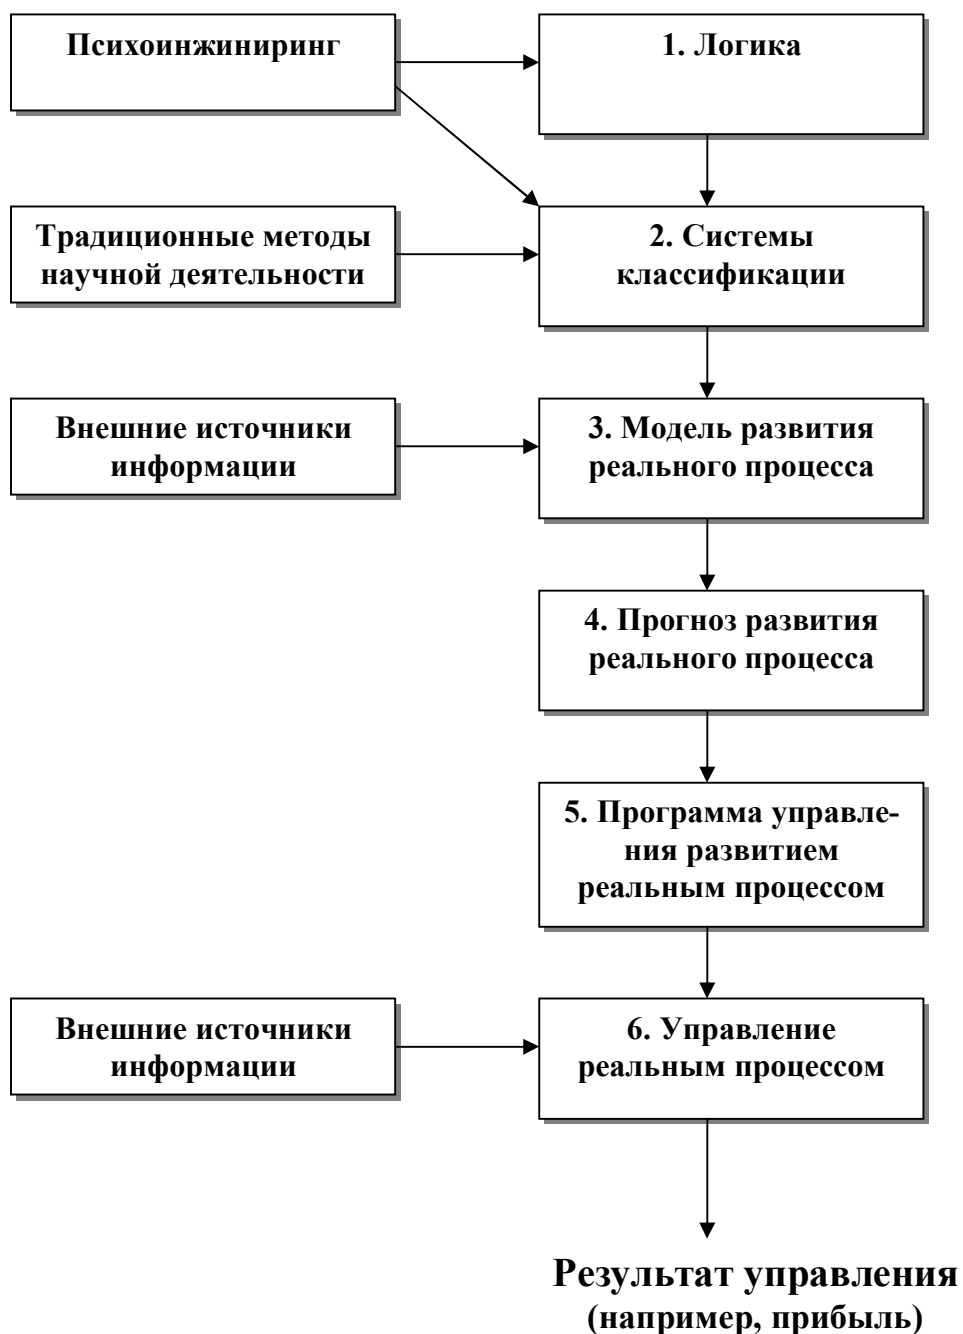 Психоинжиниринг
1. Логика
Традиционные методы
научной деятельности
2. Системы
классификации
Внешние источники
информации
3. Модель развития
реального процесса
4. Прогноз развития
реального процесса
5. Программа управле-
ния развитием
реальным процессом
Внешние источники
информации
6. Управление
реальным процессом
Результат управления
(например, прибыль)